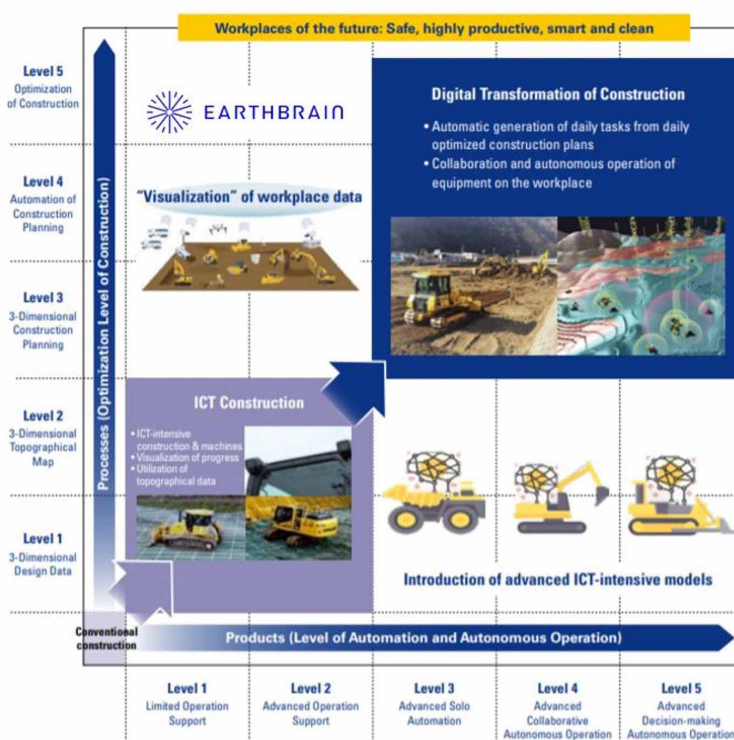 Workplaces of the future: Safe, highly productive, smart and clean
Level 5
Optimization
of Construction
Level 4
Automation of
Construction
Planning
Level 3
3-Dimensional
Construction
Planning
Level 2
3-Dimensional
Topographical
Map
Level 1
3-Dimensional
Design Data
Processes (Optimization Level of Construction)
EARTHBRAIN
"Visualization" of workplace data
Digital Transformation of Construction
• Automatic generation of daily tasks from daily
optimized construction plans
• Collaboration and autonomous operation of
equipment on the workplace
ICT Construction
• ICT-intensive
construction & machines
• Visualization of progress
• Utilization of
topographical data
Introduction of advanced ICT-intensive models
Conventional
construction
Products (Level of Automation and Autonomous Operation)
Level 1
Limited Operation
Support
Level 2
Advanced Operation
Support
Level 3
Advanced Solo
Automation
Level 4
Advanced
Collaborative
Autonomous Operation
Level 5
Advanced
Decision-making
Autonomous Operation